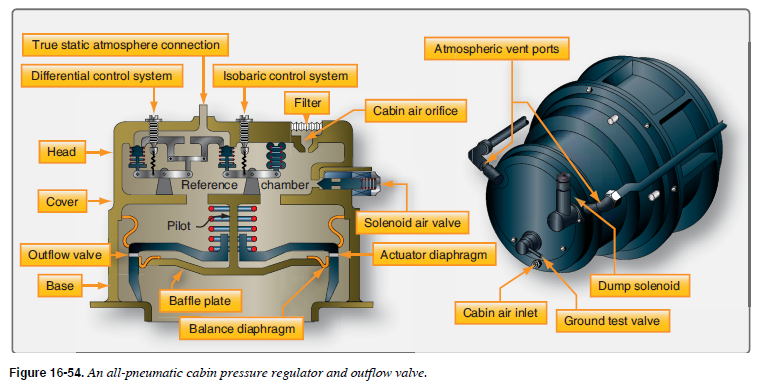 True static atmosphere connection
Differential control system
Isobaric control system
Filter
Cabin air orifice
Head
Reference chamber
Cover
Pilot
Solenoid air valve
Outflow valve
Actuator diaphragm
Base
Baffle plate
Balance diaphragm
Atmospheric vent ports
Dump solenoid
Cabin air inlet
Ground test valve
Figure 16-54. An all-pneumatic cabin pressure regulator and outflow valve.